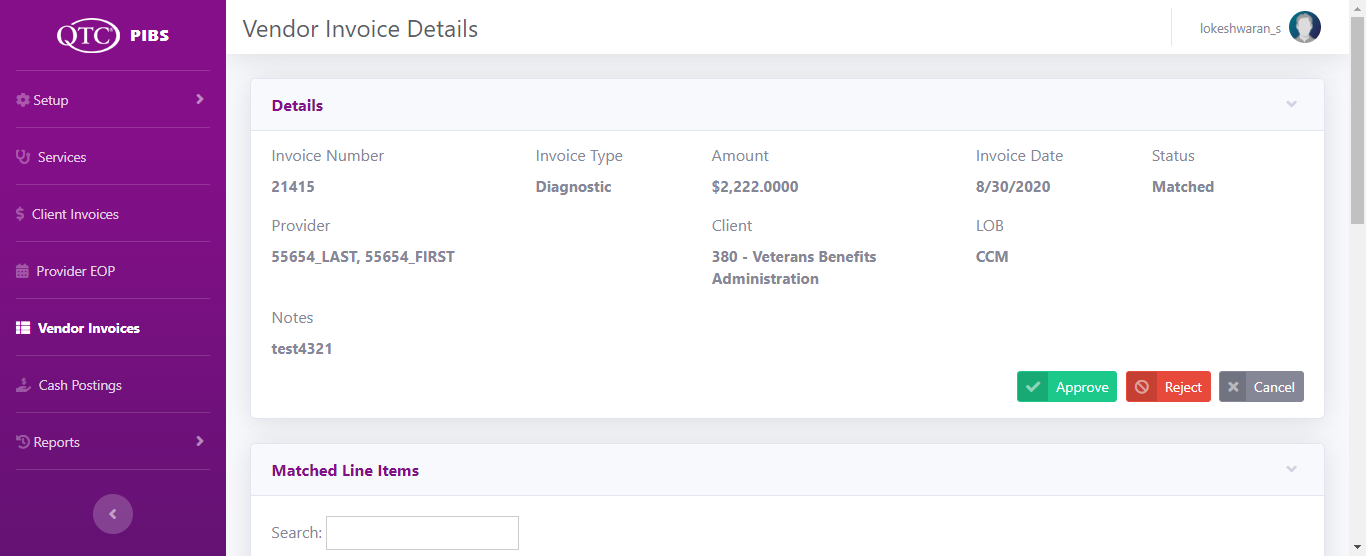 QTC PIBS
Setup
Services
Client Invoices
Provider EOP
Vendor Invoices
Cash Postings
Reports
Vendor Invoice Details
lokeshwaran_s
Details
Invoice Number Invoice Type Amount Invoice Date Status
21415 Diagnostic $2,222.0000 8/30/2020 Matched
Provider Client LOB
55654_LAST, 55654_FIRST 380 - Veterans Benefits CCM
Administration
Notes
test4321
Approve Reject Cancel
Matched Line Items
Search: